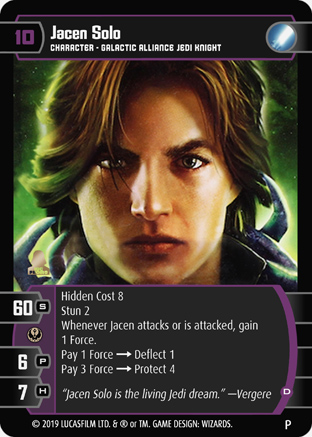 10
Jacen Solo
CHARACTER - GALACTIC ALLIANCE JEDI KNIGHT
60 S
6 P
7 H
Hidden Cost 8
Stun 2
Whenever Jacen attacks or is attacked, gain
1 Force.
Pay 1 Force → Deflect 1
Pay 3 Force → Protect 4
“Jacen Solo is the living Jedi dream.” —Vergere
D
© 2019 LUCASFILM LTD. & ® or TM. GAME DESIGN: WIZARDS.
P